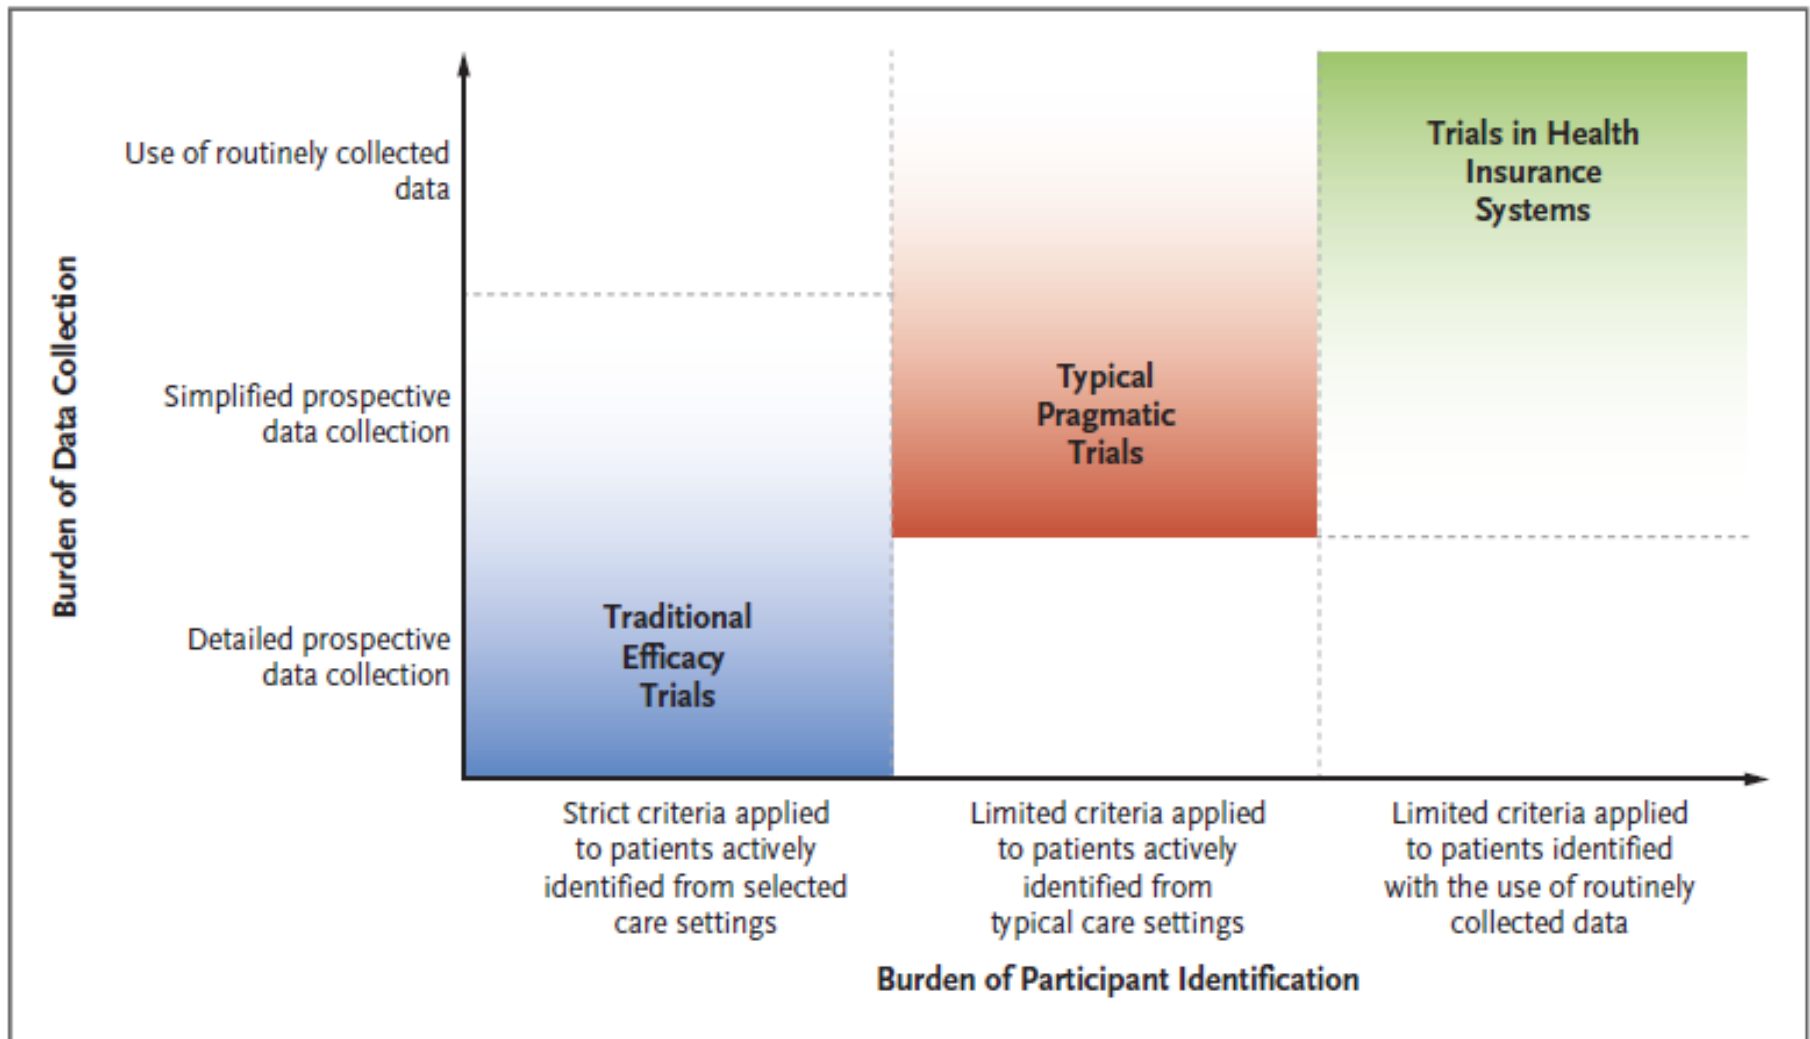 Use of routinely collected
data
Simplified prospective
data collection
Detailed prospective
data collection
Burden of Data Collection
Traditional
Efficacy
Trials
Typical
Pragmatic
Trials
Trials in Health
Insurance
Systems
Strict criteria applied
to patients actively
identified from selected
care settings
Limited criteria applied
to patients actively
identified from
typical care settings
Limited criteria applied
to patients identified
with the use of routinely
collected data
Burden of Participant Identification